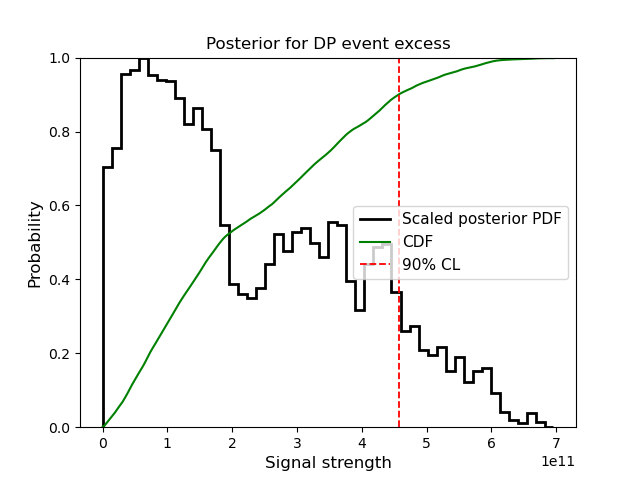 Posterior for DP event excess
Probability
1.0
0.8
0.6
0.4
0.2
0.0
Scaled posterior PDF
CDF
90% CL
0 1 2 3 4 5 6 7
1e11
Signal strength